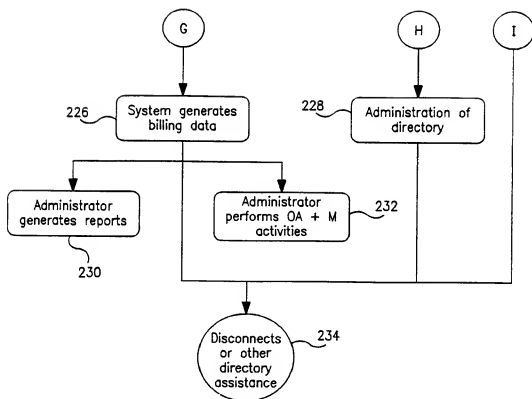 G
H
I
226
System generates
billing data
228
Administration of
directory
Administrator
generates reports
230
Administrator
performs OA + M
activities
232
Disconnects
or other
directory
assistance
234